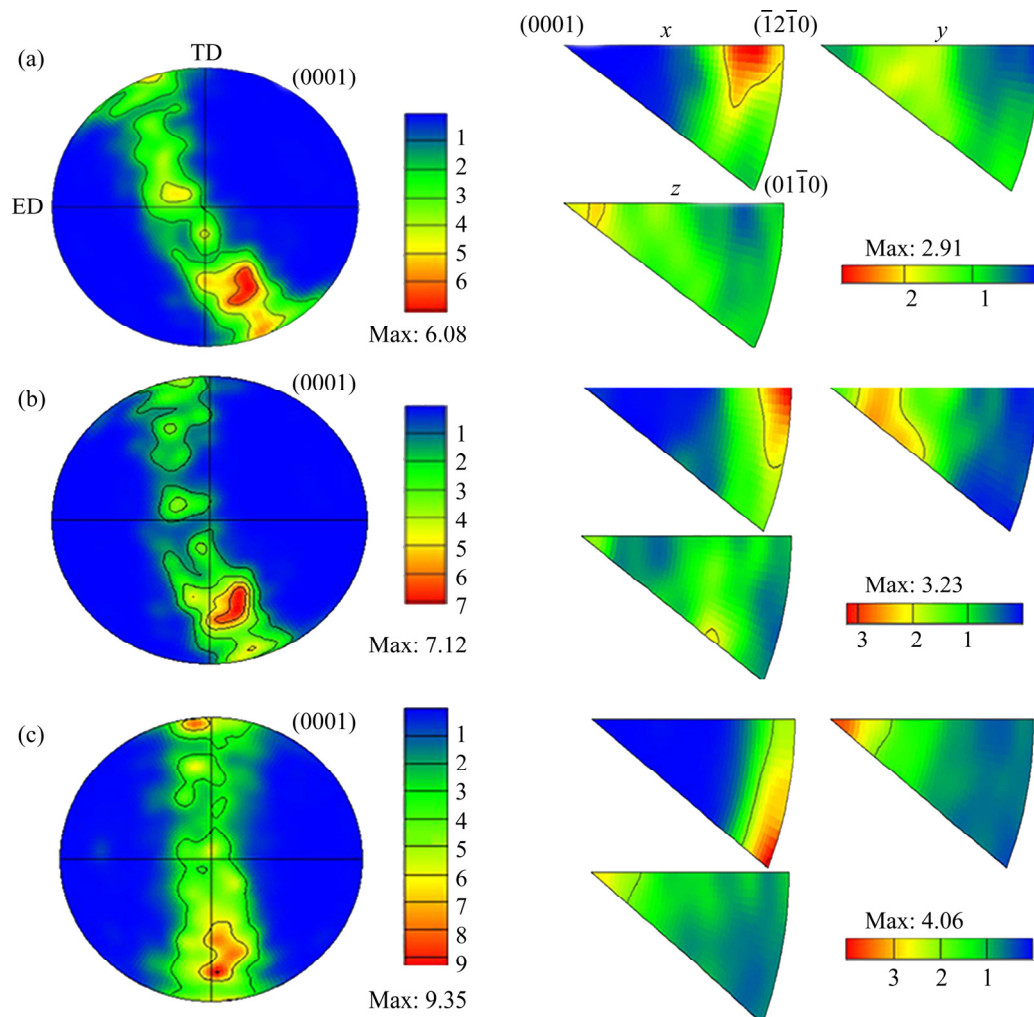 (a)
TD
(0001)
ED
1
2
3
4
5
6
Max: 6.08
(0001)
x
(1̅21̅0)
y
z
(011̅0)
Max: 2.91
2 1
(b)
(0001)
1
2
3
4
5
6
7
Max: 7.12
Max: 3.23
3 2 1
(c)
(0001)
1
2
3
4
5
6
7
8
9
Max: 9.35
Max: 4.06
3 2 1